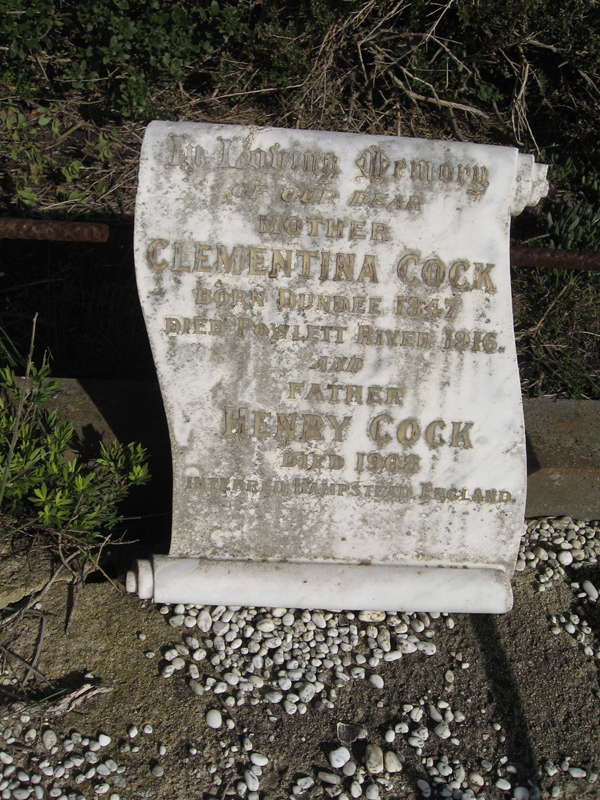 In Loving Memory
OF OUR DEAR
MOTHER
CLEMENTINA COCK
BORN DUNDEE 1847
DIED POWLETT RIVER 1916.
AND
FATHER
HENRY COCK
DIED 1908
INTERRED HAMPSTEAD ENGLAND.